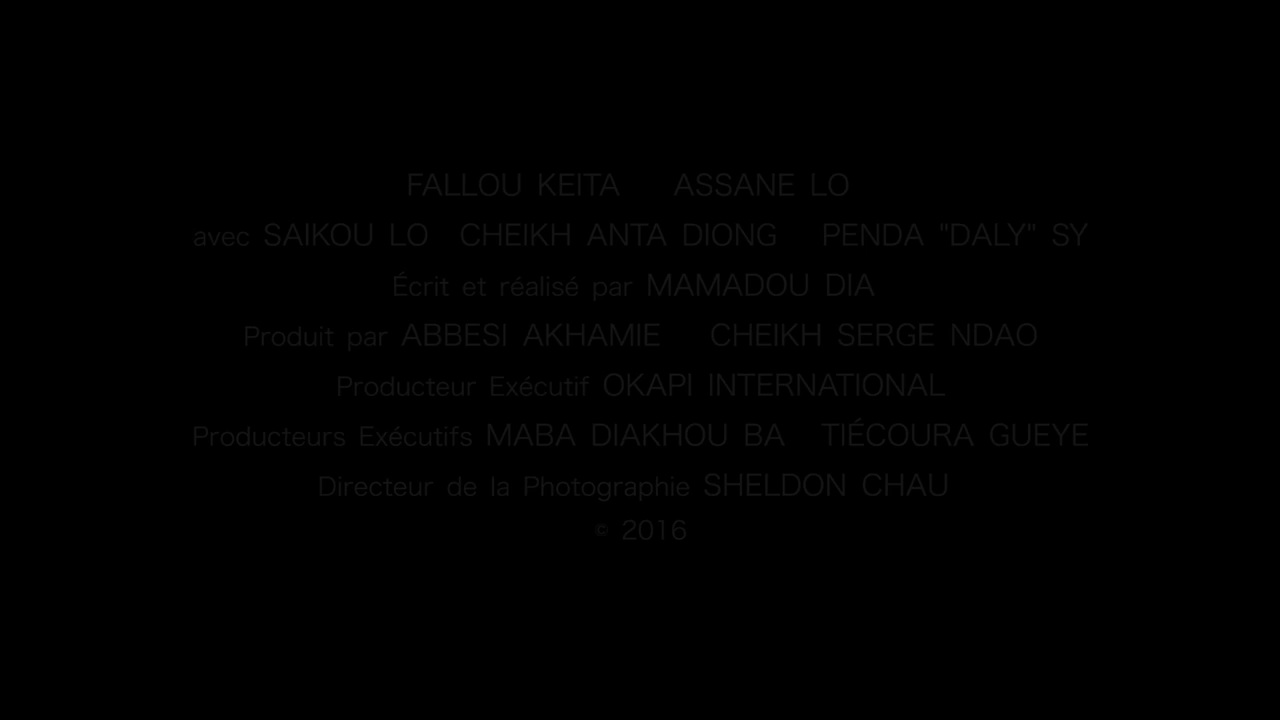 FALLOU KEITA ASSANE LO
avec SAIKOU LO CHEIKH ANTA DIONG PENDA "DALY" SY
Écrit et réalisé par MAMADOU DIA
Produit par ABBESI AKHAMIE CHEIKH SERGE NDAO
Producteur Exécutif OKAPI INTERNATIONAL
Producteurs Exécutifs MABA DIAKHOU BA TIÉCOURA GUEYE
Directeur de la Photographie SHELDON CHAU
© 2016